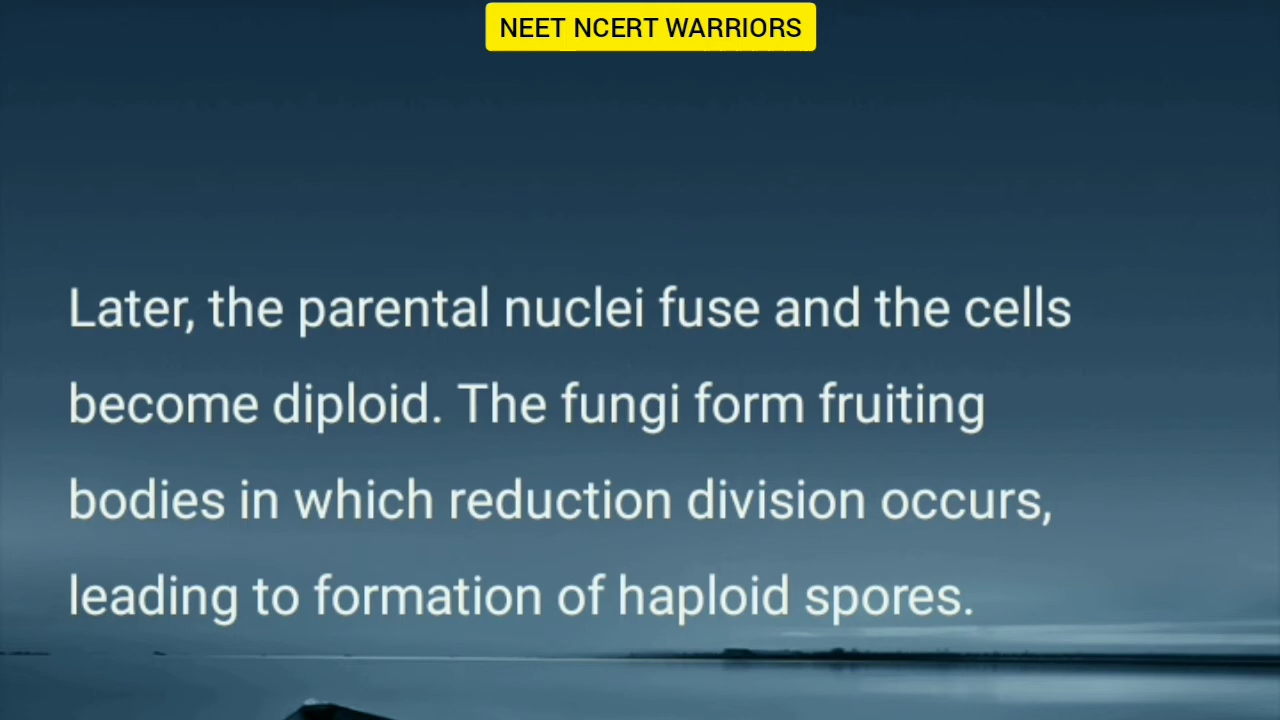 NEET NCERT WARRIORS
Later, the parental nuclei fuse and the cells
become diploid. The fungi form fruiting
bodies in which reduction division occurs,
leading to formation of haploid spores.